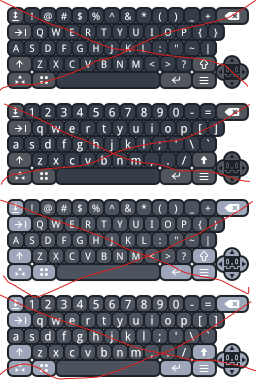 ! @ # $ % ^ & * ( ) _ +
Q W E R T Y U I O P { }
A S D F G H J K L : " ~ |
Z X C V B N M < > ?
1 2 3 4 5 6 7 8 9 0 - =
q w e r t y u i o p [ ]
a s d f g h j k l ; ' ` \
z x c v b n m , . /
! @ # $ % ^ & * ( ) _ +
Q W E R T Y U I O P { }
A S D F G H J K L : " ~ |
Z X C V B N M < > ?
1 2 3 4 5 6 7 8 9 0 - =
q w e r t y u i o p [ ]
a s d f g h j k l ; ' ` \
z x c v b n m , . /